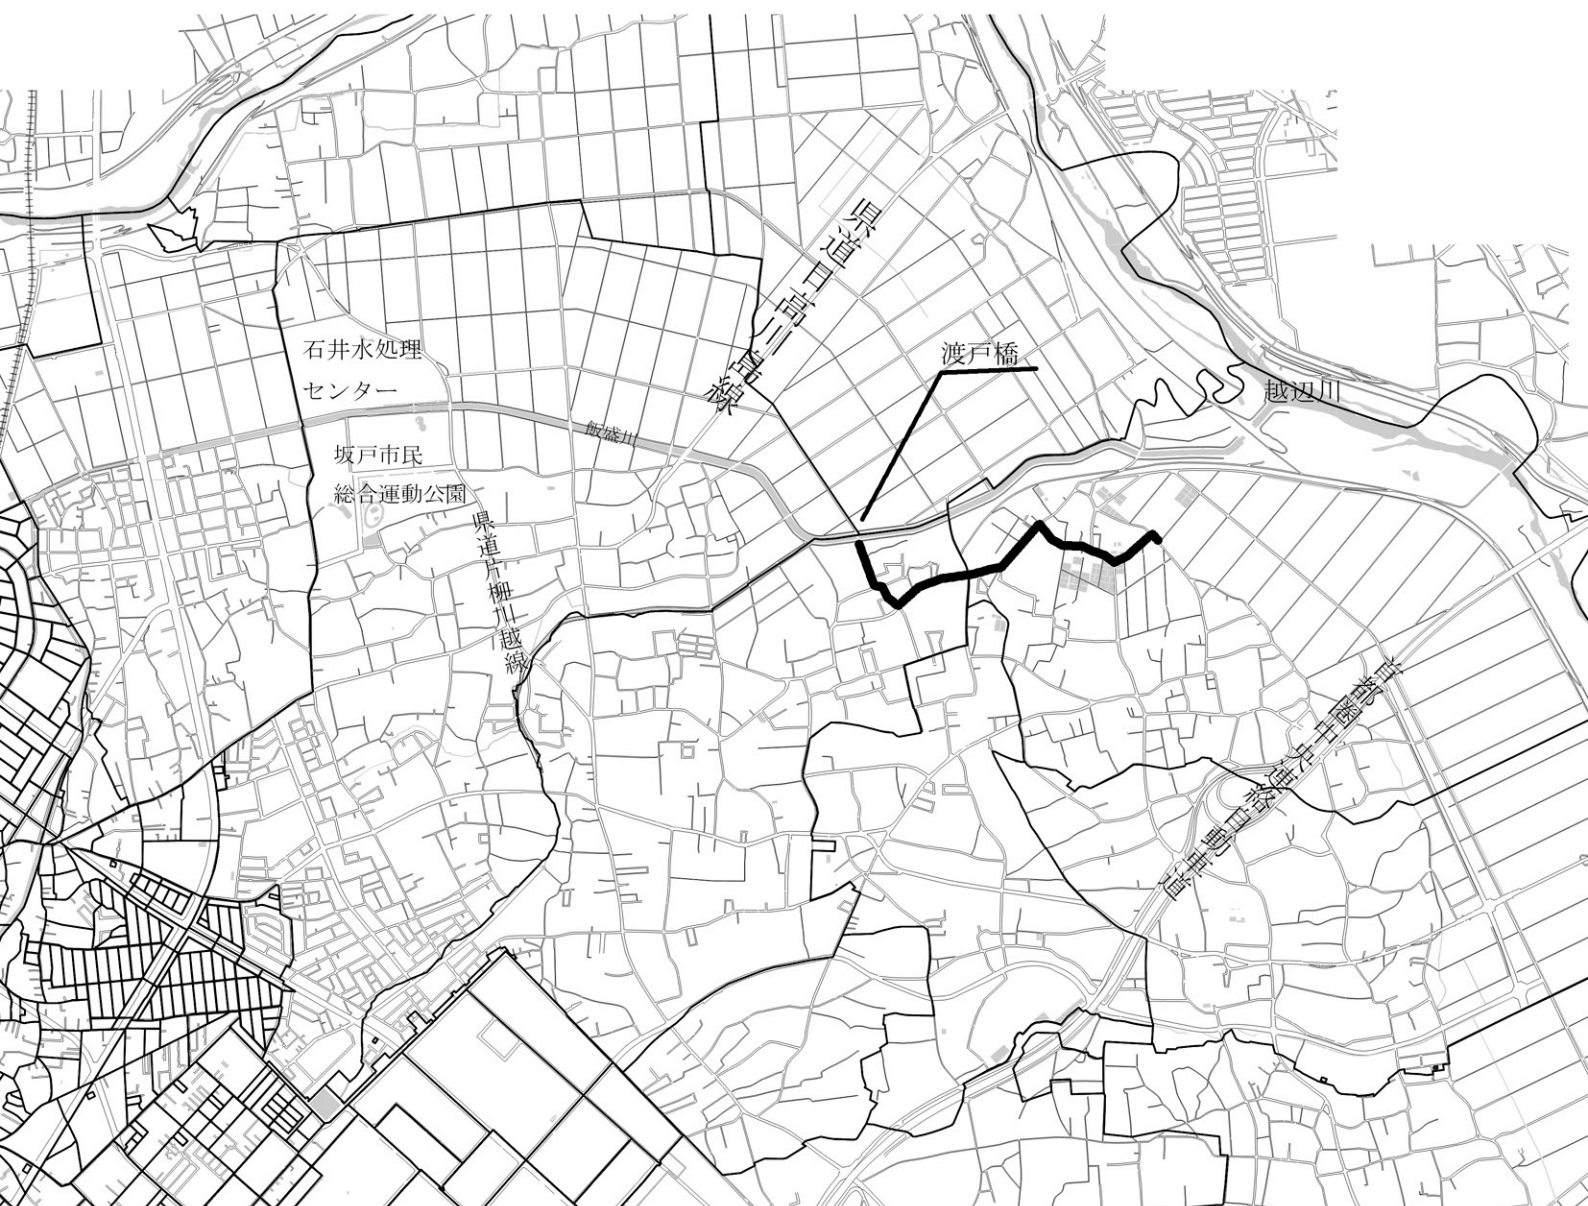 県道日高川島線
渡戸橋
石井水処理
センター
越辺川
飯盛川
坂戸市民
総合運動公園
県道片柳川越線
首都圏中央連絡自動車道